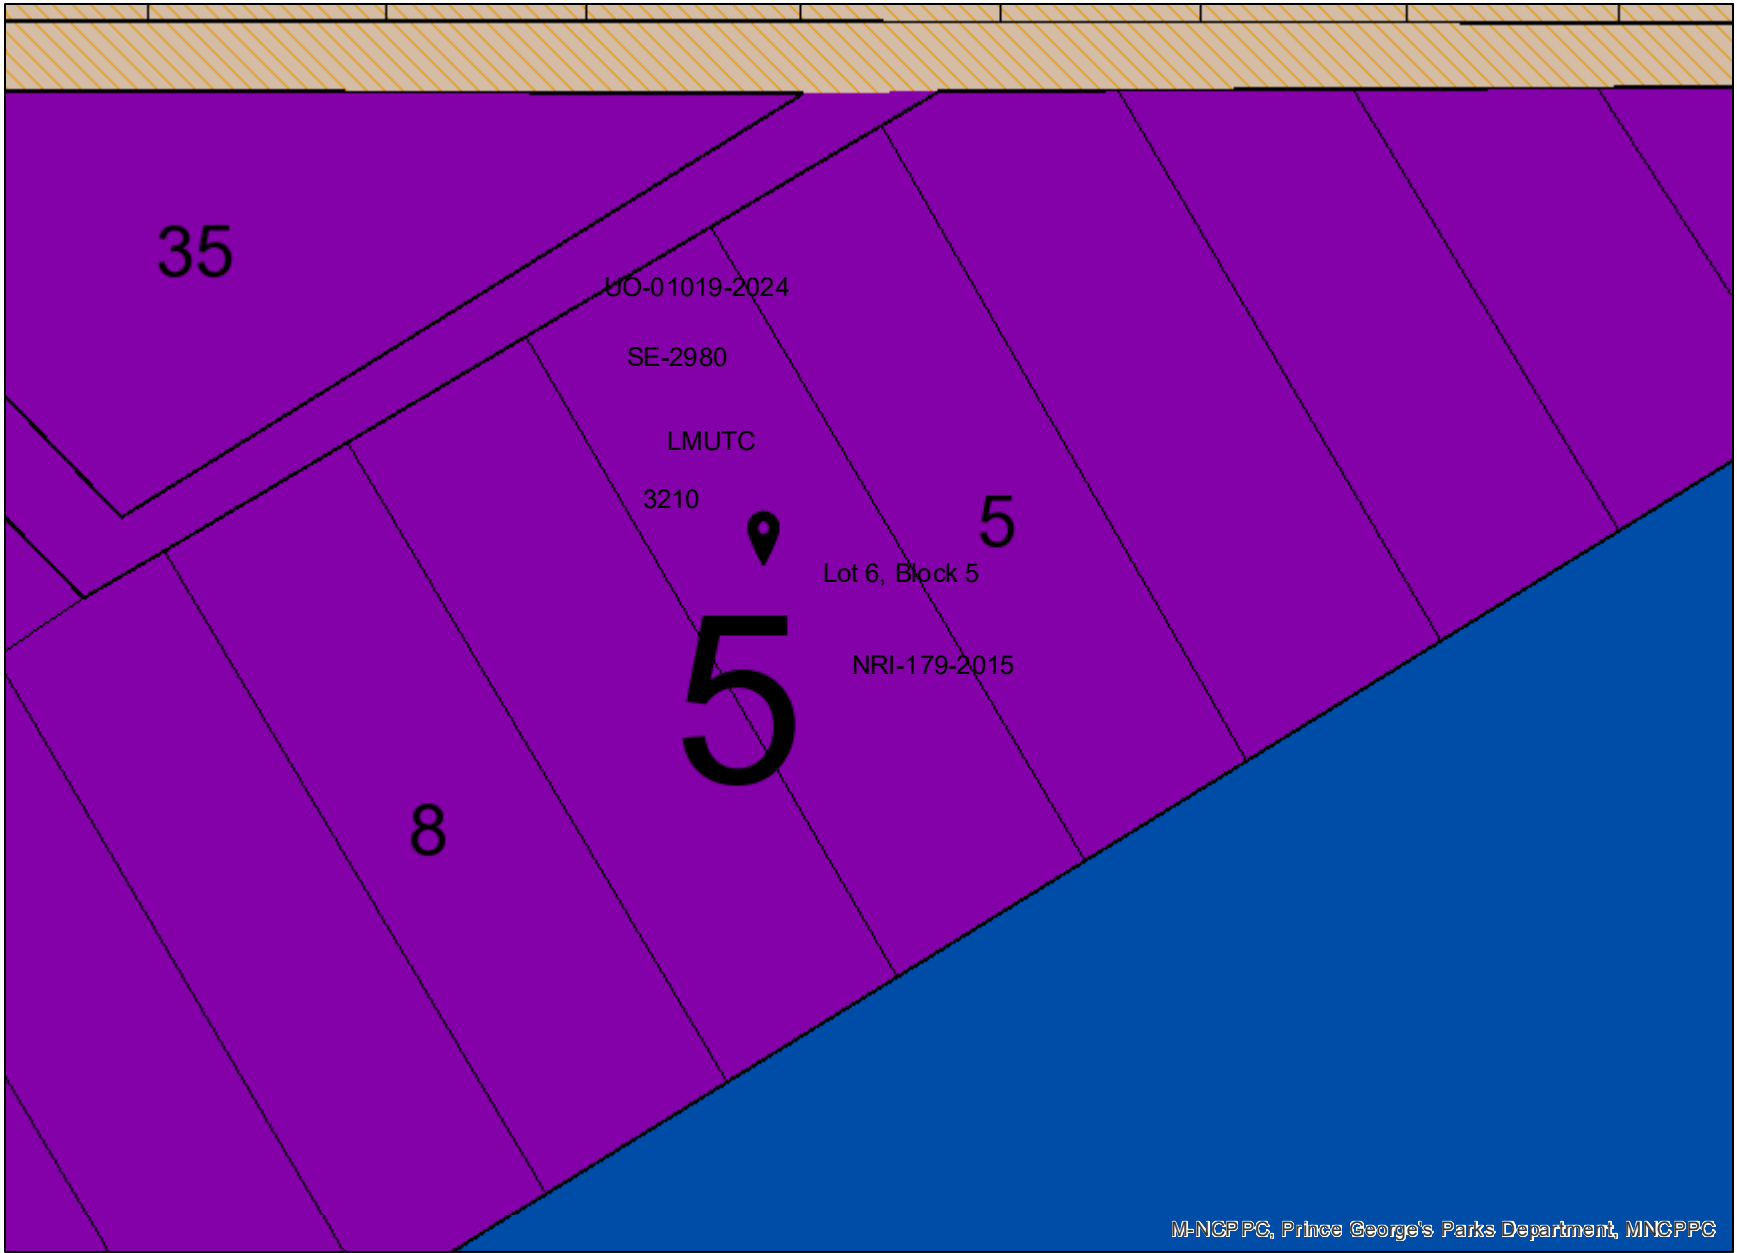 35
UO-01019-2024
SE-2980
LMUTC
3210
5
Lot 6, Block 5
5
NRI-179-2015
8
M-NCPPC, Prince George's Parks Department, MNCPPC